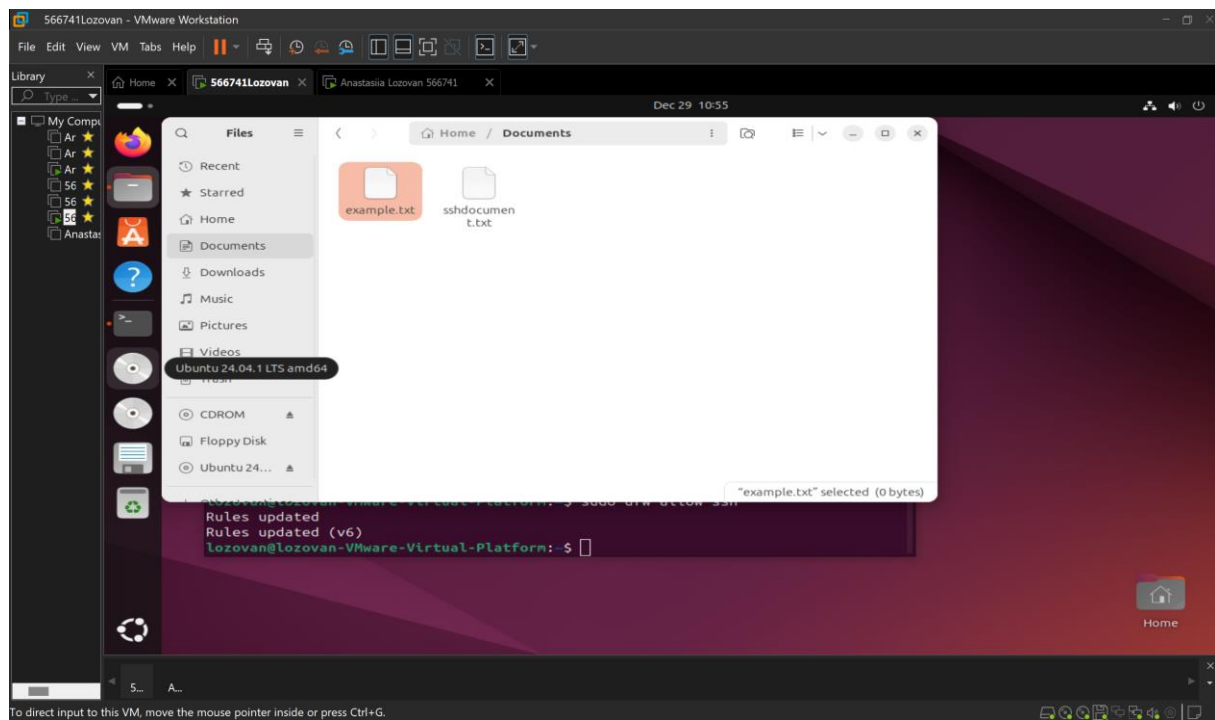 566741Lozovan - VMware Workstation
File Edit View VM Tabs Help
Library
Type ...
Home
566741Lozovan
Anastasiia Lozovan 566741
Dec 29 10:55
My Compu
Ar
Ar
Ar
56
56
56
Anastas
Files
Home / Documents
Recent
Starred
Home
Documents
Downloads
Music
Pictures
Videos
Ubuntu 24.04.1 LTS amd64
CDROM
Floppy Disk
Ubuntu 24...
example.txt
sshdocumen
t.txt
"example.txt" selected (0 bytes)
Rules updated
Rules updated (v6)
lozovan@lozovan-VMware-Virtual-Platform:~$
Home
5...
A...
To direct input to this VM, move the mouse pointer inside or press Ctrl+G.